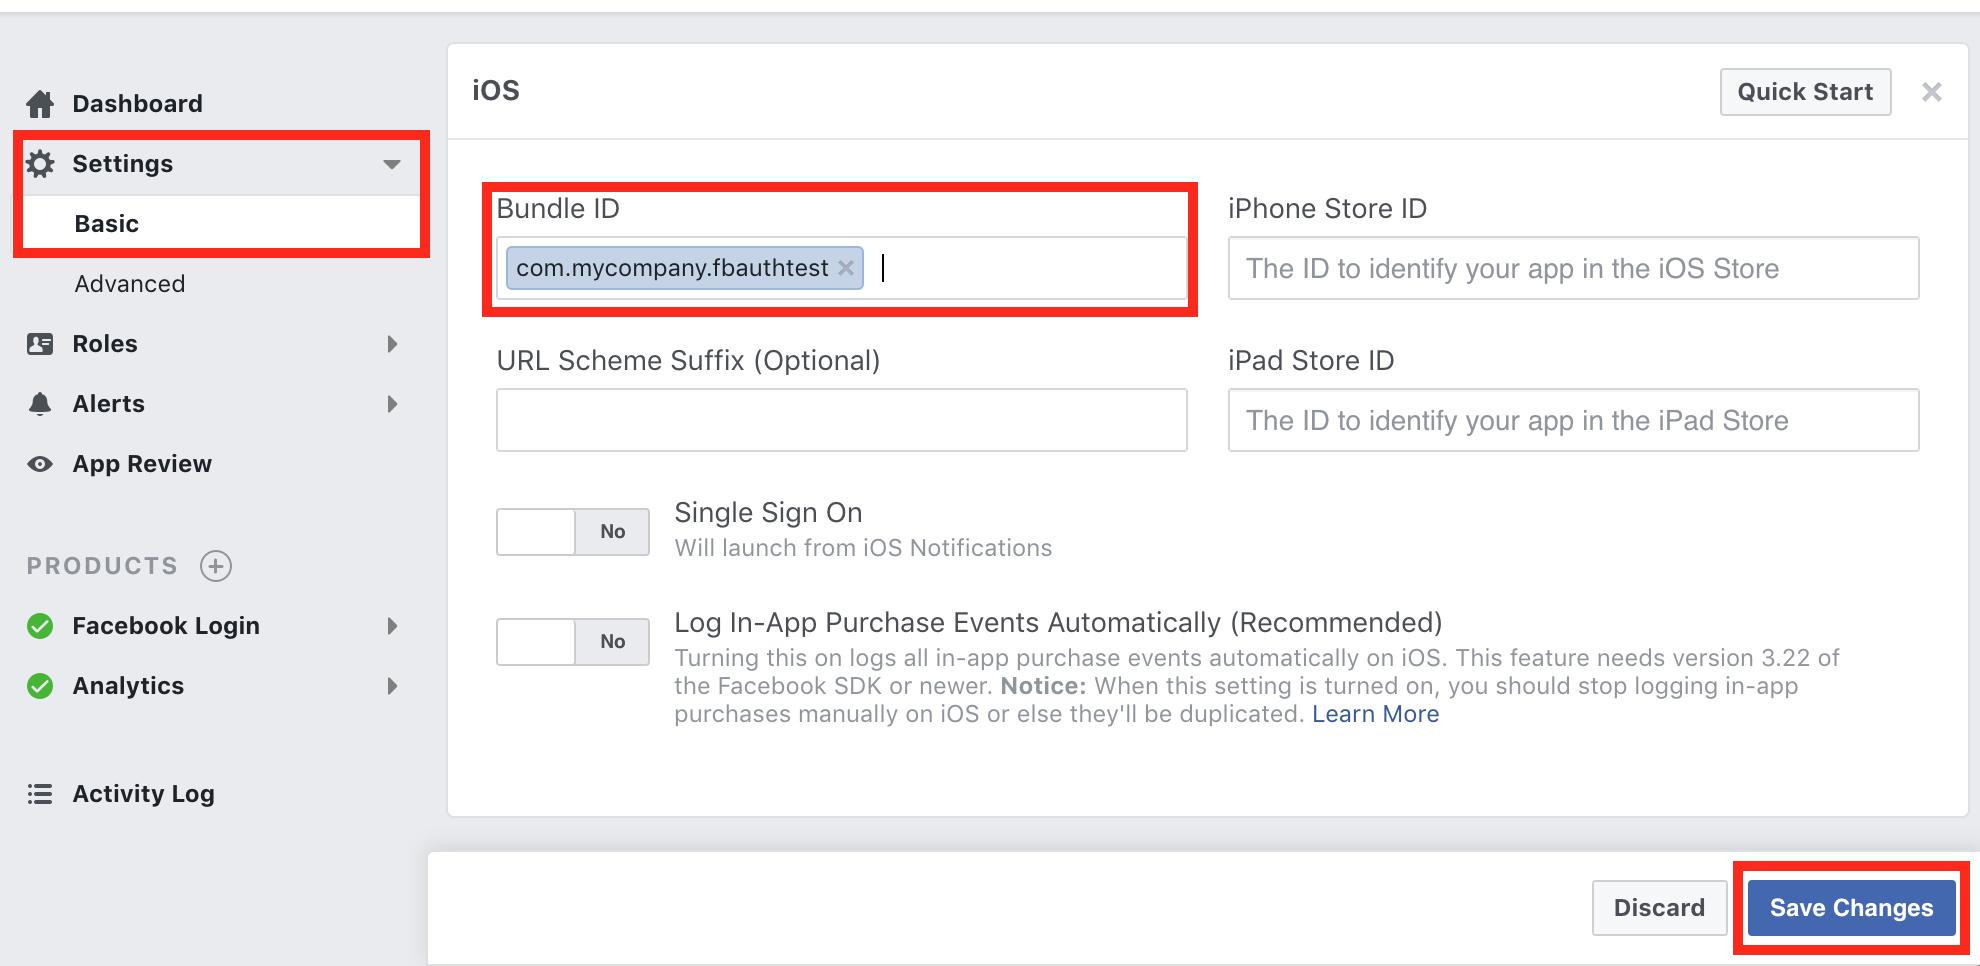 Dashboard
Settings
Basic
Advanced
Roles
Alerts
App Review
PRODUCTS
Facebook Login
Analytics
Activity Log
iOS
Quick Start
Bundle ID
com.mycompany.fbauthtest
iPhone Store ID
The ID to identify your app in the iOS Store
URL Scheme Suffix (Optional)
iPad Store ID
The ID to identify your app in the iPad Store
No
Single Sign On
Will launch from iOS Notifications
No
Log In-App Purchase Events Automatically (Recommended)
Turning this on logs all in-app purchase events automatically on iOS. This feature needs version 3.22 of
the Facebook SDK or newer. Notice: When this setting is turned on, you should stop logging in-app
purchases manually on iOS or else they'll be duplicated. Learn More
Discard
Save Changes